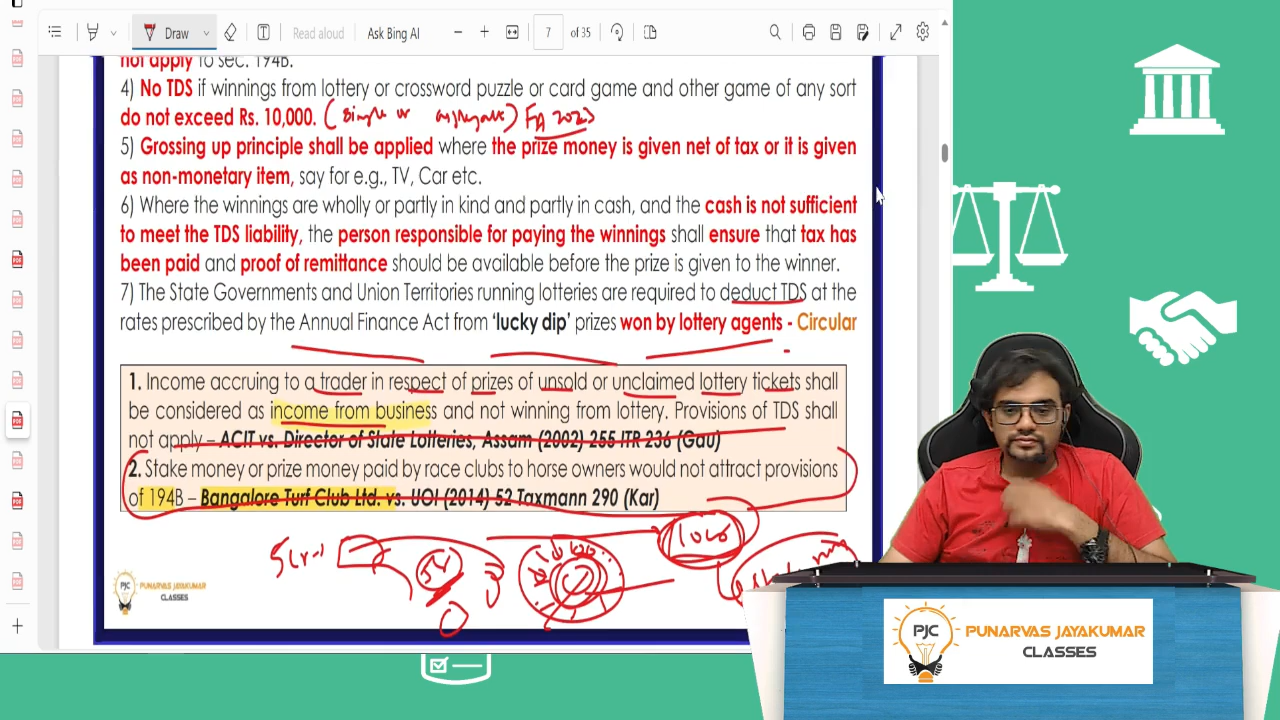 Draw
Read aloud
Ask Bing AI
7
of 35
not apply to sec. 194B.
4) No TDS if winnings from lottery or crossword puzzle or card game and other game of any sort
do not exceed Rs. 10,000. (single or aggregate) FA 2023
5) Grossing up principle shall be applied where the prize money is given net of tax or it is given
as non-monetary item, say for e.g., TV, Car etc.
6) Where the winnings are wholly or partly in kind and partly in cash, and the cash is not sufficient
to meet the TDS liability, the person responsible for paying the winnings shall ensure that tax has
been paid and proof of remittance should be available before the prize is given to the winner.
7) The State Governments and Union Territories running lotteries are required to deduct TDS at the
rates prescribed by the Annual Finance Act from 'lucky dip' prizes won by lottery agents - Circular
1. Income accruing to a trader in respect of prizes of unsold or unclaimed lottery tickets shall
be considered as income from business and not winning from lottery. Provisions of TDS shall
not apply – ACIT vs. Director of State Lotteries, Assam (2002) 255 ITR 236 (Gau)
2. Stake money or prize money paid by race clubs to horse owners would not attract provisions
of 194B – Bangalore Turf Club Ltd. vs. UOI (2014) 52 Taxmann 290 (Kar)
PJC
PUNARVAS JAYAKUMAR
CLASSES
PJC
PUNARVAS JAYAKUMAR
CLASSES